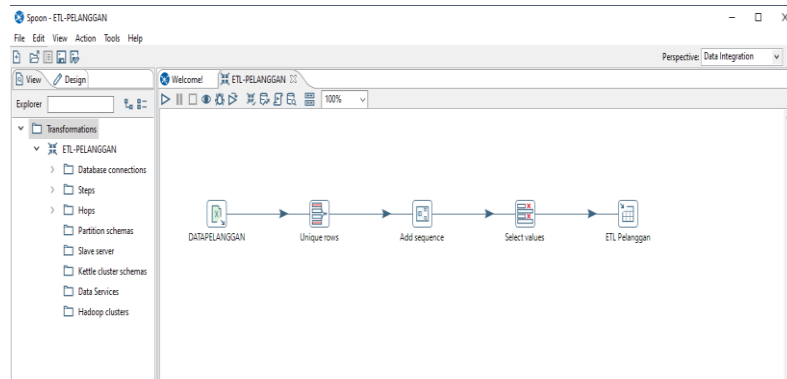 Spoon - ETL-PELANGGAN
File Edit View Action Tools Help
Perspective: Data Integration
View Design
Welcome! ETL-PELANGGAN
Explorer
100%
Transformations
ETL-PELANGGAN
Database connections
Steps
Hops
Partition schemas
Slave server
Kettle cluster schemas
Data Services
Hadoop clusters
DATAPELANGGAN Unique rows Add sequence Select values ETL Pelanggan